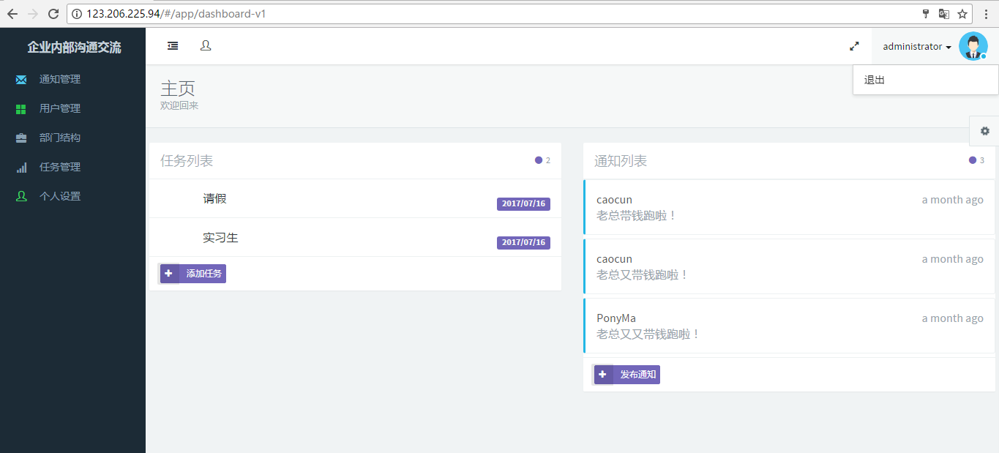 123.206.225.94/#/app/dashboard-v1
企业内部沟通交流
通知管理
用户管理
部门结构
任务管理
个人设置
administrator
退出
主页
欢迎回来
任务列表
2
请假
2017/07/16
实习生
2017/07/16
添加任务
通知列表
3
caocun
a month ago
老总带钱跑啦！
caocun
a month ago
老总又带钱跑啦！
PonyMa
a month ago
老总又又带钱跑啦！
发布通知